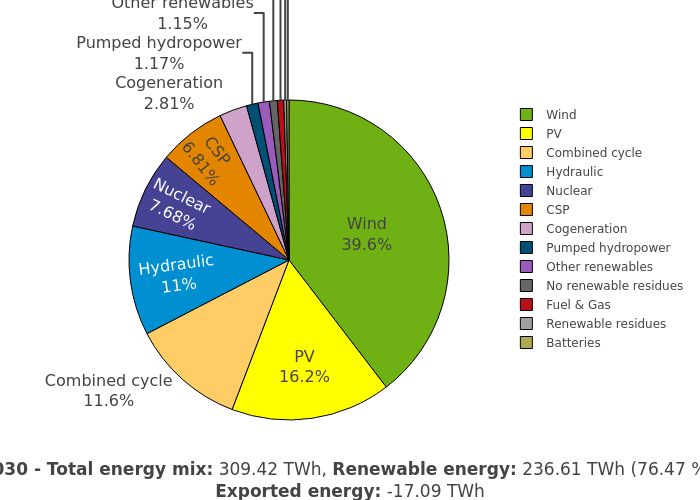 Other renewables
1.15%
Pumped hydropower
1.17%
Cogeneration
2.81%
CSP
6.81%
Nuclear
7.68%
Hydraulic
11%
Wind
39.6%
PV
16.2%
Combined cycle
11.6%
Wind
PV
Combined cycle
Hydraulic
Nuclear
CSP
Cogeneration
Pumped hydropower
Other renewables
No renewable residues
Fuel & Gas
Renewable residues
Batteries
030 - Total energy mix: 309.42 TWh, Renewable energy: 236.61 TWh (76.47 %
Exported energy: -17.09 TWh